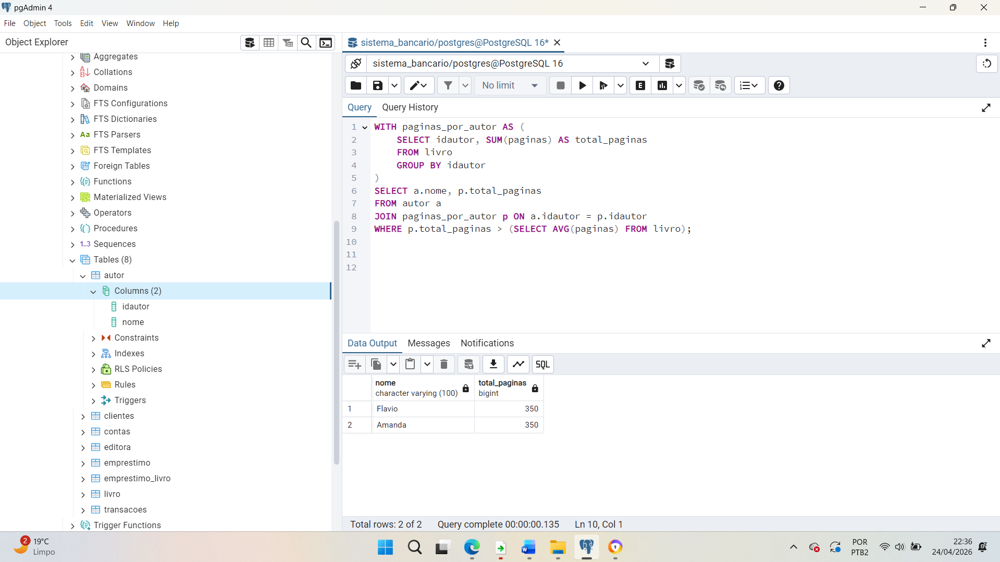 pgAdmin 4
File Object Tools Edit View Window Help
Object Explorer
Aggregates
Collations
Domains
FTS Configurations
FTS Dictionaries
Aa FTS Parsers
FTS Templates
Foreign Tables
Functions
Materialized Views
Operators
Procedures
1..3 Sequences
Tables (8)
autor
Columns (2)
idautor
nome
Constraints
Indexes
RLS Policies
Rules
Triggers
clientes
contas
editora
emprestimo
emprestimo_livro
livro
transacoes
Trigger Functions
sistema_bancario/postgres@PostgreSQL 16*
sistema_bancario/postgres@PostgreSQL 16
No limit
E
Query Query History
1 WITH paginas_por_autor AS (
2 SELECT idautor, SUM(paginas) AS total_paginas
3 FROM livro
4 GROUP BY idautor
5 )
6 SELECT a.nome, p.total_paginas
7 FROM autor a
8 JOIN paginas_por_autor p ON a.idautor = p.idautor
9 WHERE p.total_paginas > (SELECT AVG(paginas) FROM livro);
10
11
12
Data Output Messages Notifications
SQL
nome total_paginas
character varying (100) bigint
1 Flavio 350
2 Amanda 350
Total rows: 2 of 2 Query complete 00:00:00.135 Ln 10, Col 1
2
19°C
Limpo
POR
PTB2
22:36
24/04/2026